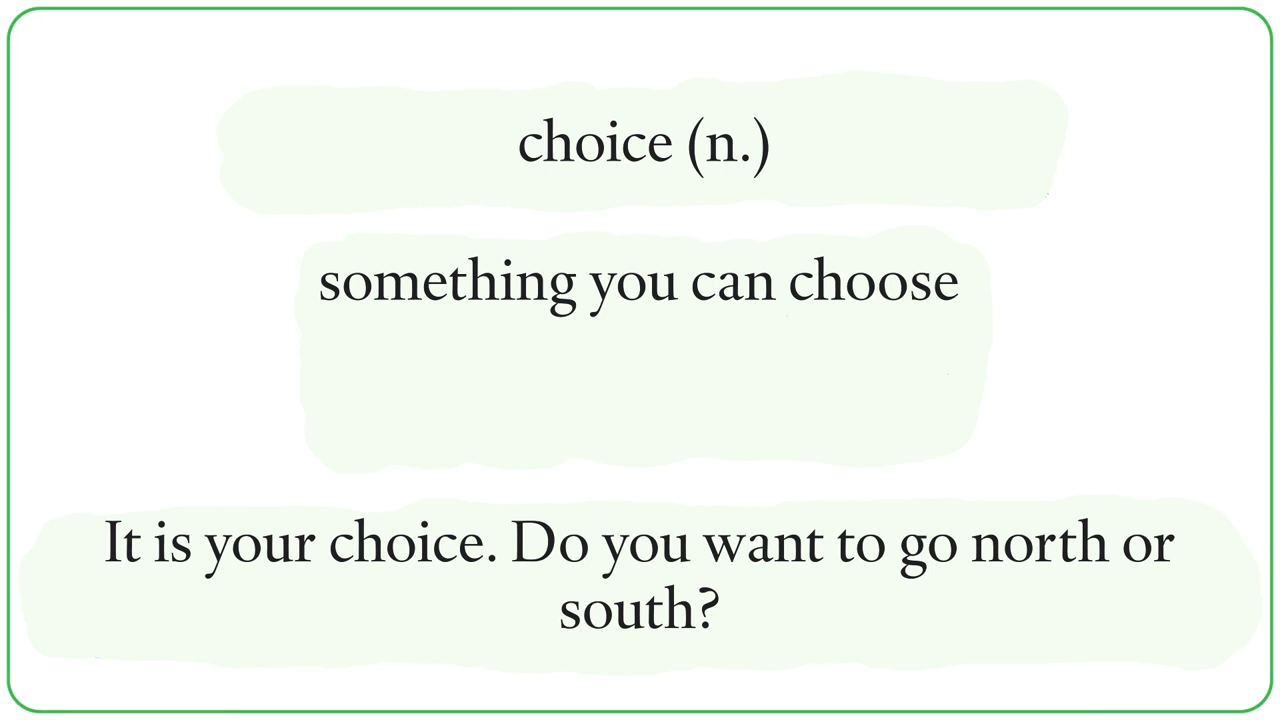 choice (n.)
something you can choose
It is your choice. Do you want to go north or
south?